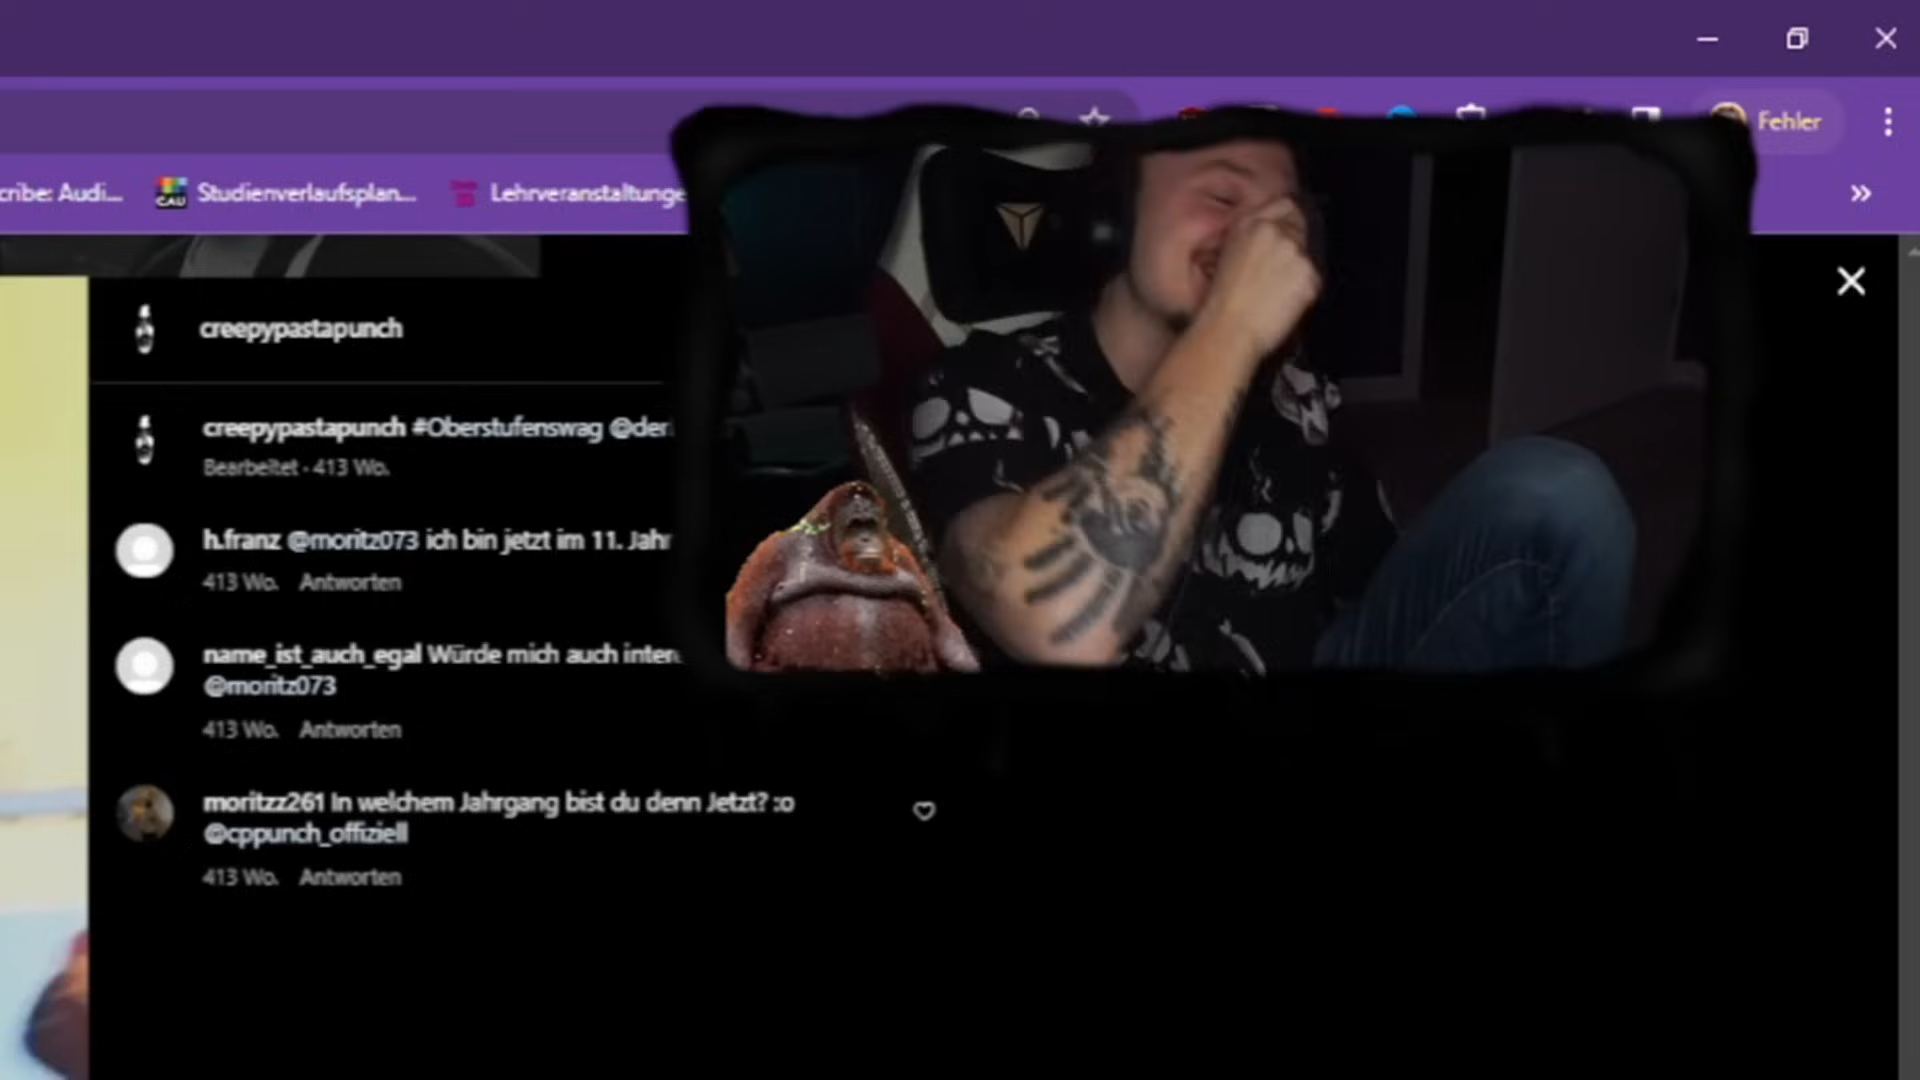 Fehler
cribe: Audi...
Studienverlaufsplan...
Lehrveranstaltunge
creepypastapunch
creepypastapunch #Oberstufenswag @der
Bearbeitet · 413 Wo.
h.franz @moritz073 ich bin jetzt im 11. Jahr
413 Wo. Antworten
name_ist_auch_egal Würde mich auch inter
@moritz073
413 Wo. Antworten
moritzz261 In welchem Jahrgang bist du denn Jetzt? :o
@cppunch_offiziell
413 Wo. Antworten